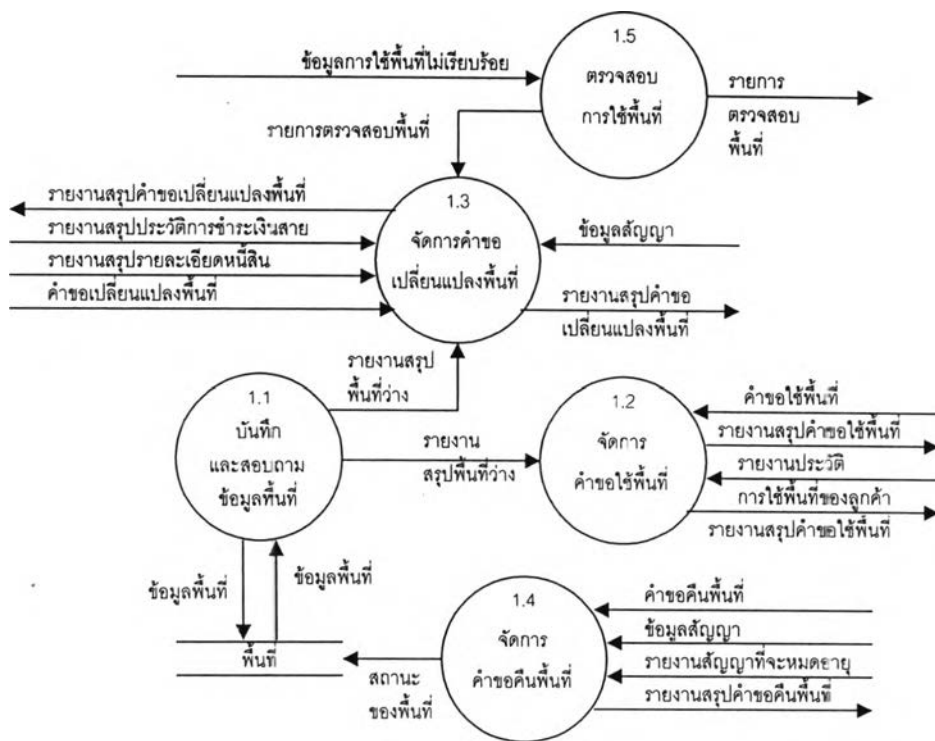 1.5
ตรวจสอบ
การใช้พื้นที่
ข้อมูลการใช้พื้นที่ไม่เรียบร้อย
รายการ
ตรวจสอบ
พื้นที่
รายการตรวจสอบพื้นที่
1.3
จัดการคำขอ
เปลี่ยนแปลงพื้นที่
รายงานสรุปคำขอเปลี่ยนแปลงพื้นที่
รายงานสรุปประวัติการชำระเงินสาย
รายงานสรุปรายละเอียดหนี้สิน
คำขอเปลี่ยนแปลงพื้นที่
ข้อมูลสัญญา
รายงานสรุปคำขอ
เปลี่ยนแปลงพื้นที่
รายงานสรุป
พื้นที่ว่าง
1.1
บันทึก
และสอบถาม
ข้อมูลพื้นที่
รายงาน
สรุปพื้นที่ว่าง
1.2
จัดการ
คำขอใช้พื้นที่
คำขอใช้พื้นที่
รายงานสรุปคำขอใช้พื้นที่
รายงานประวัติ
การใช้พื้นที่ของลูกค้า
รายงานสรุปคำขอใช้พื้นที่
ข้อมูลพื้นที่
ข้อมูลพื้นที่
พื้นที่
สถานะ
ของพื้นที่
1.4
จัดการ
คำขอคืนพื้นที่
คำขอคืนพื้นที่
ข้อมูลสัญญา
รายงานสัญญาที่จะหมดอายุ
รายงานสรุปคำขอคืนพื้นที่